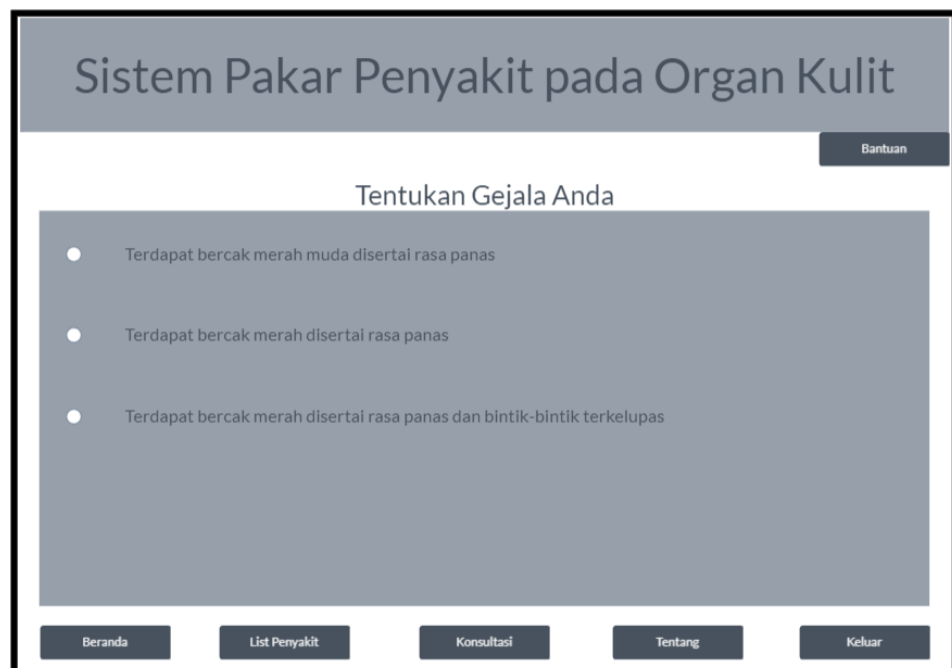 Sistem Pakar Penyakit pada Organ Kulit
Bantuan
Tentukan Gejala Anda
Terdapat bercak merah muda disertai rasa panas
Terdapat bercak merah disertai rasa panas
Terdapat bercak merah disertai rasa panas dan bintik-bintik terkelupas
Beranda
List Penyakit
Konsultasi
Tentang
Keluar